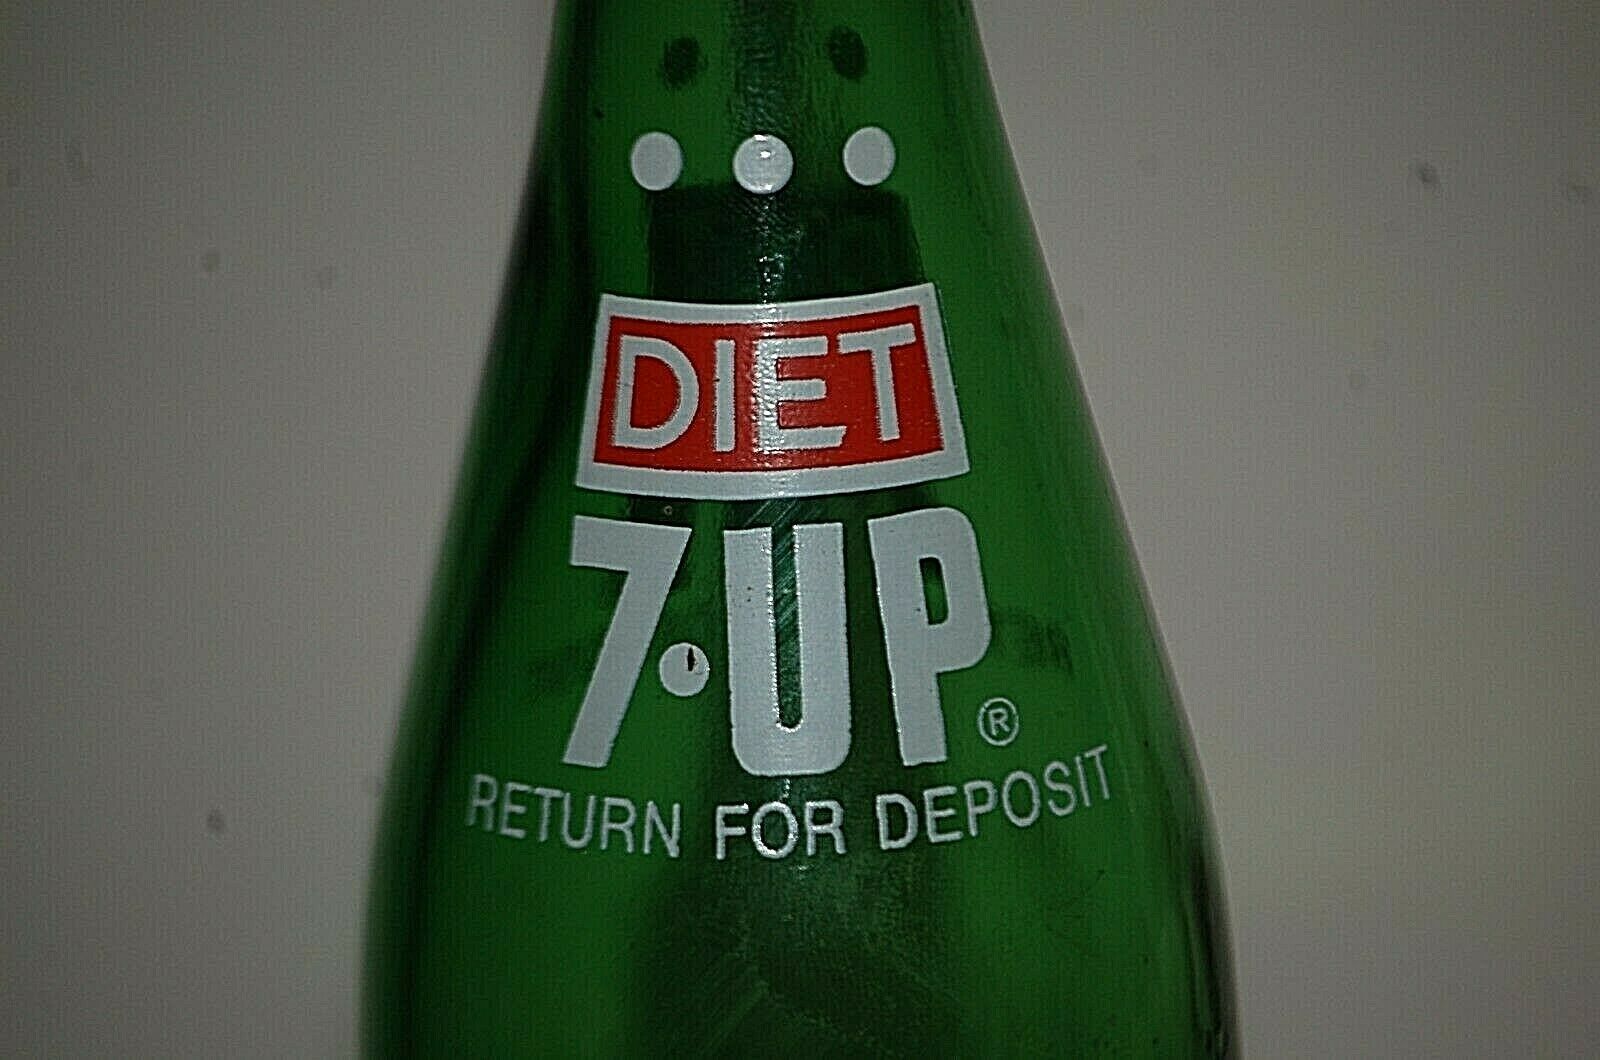 DIET
7·UP®
RETURN FOR DEPOSIT